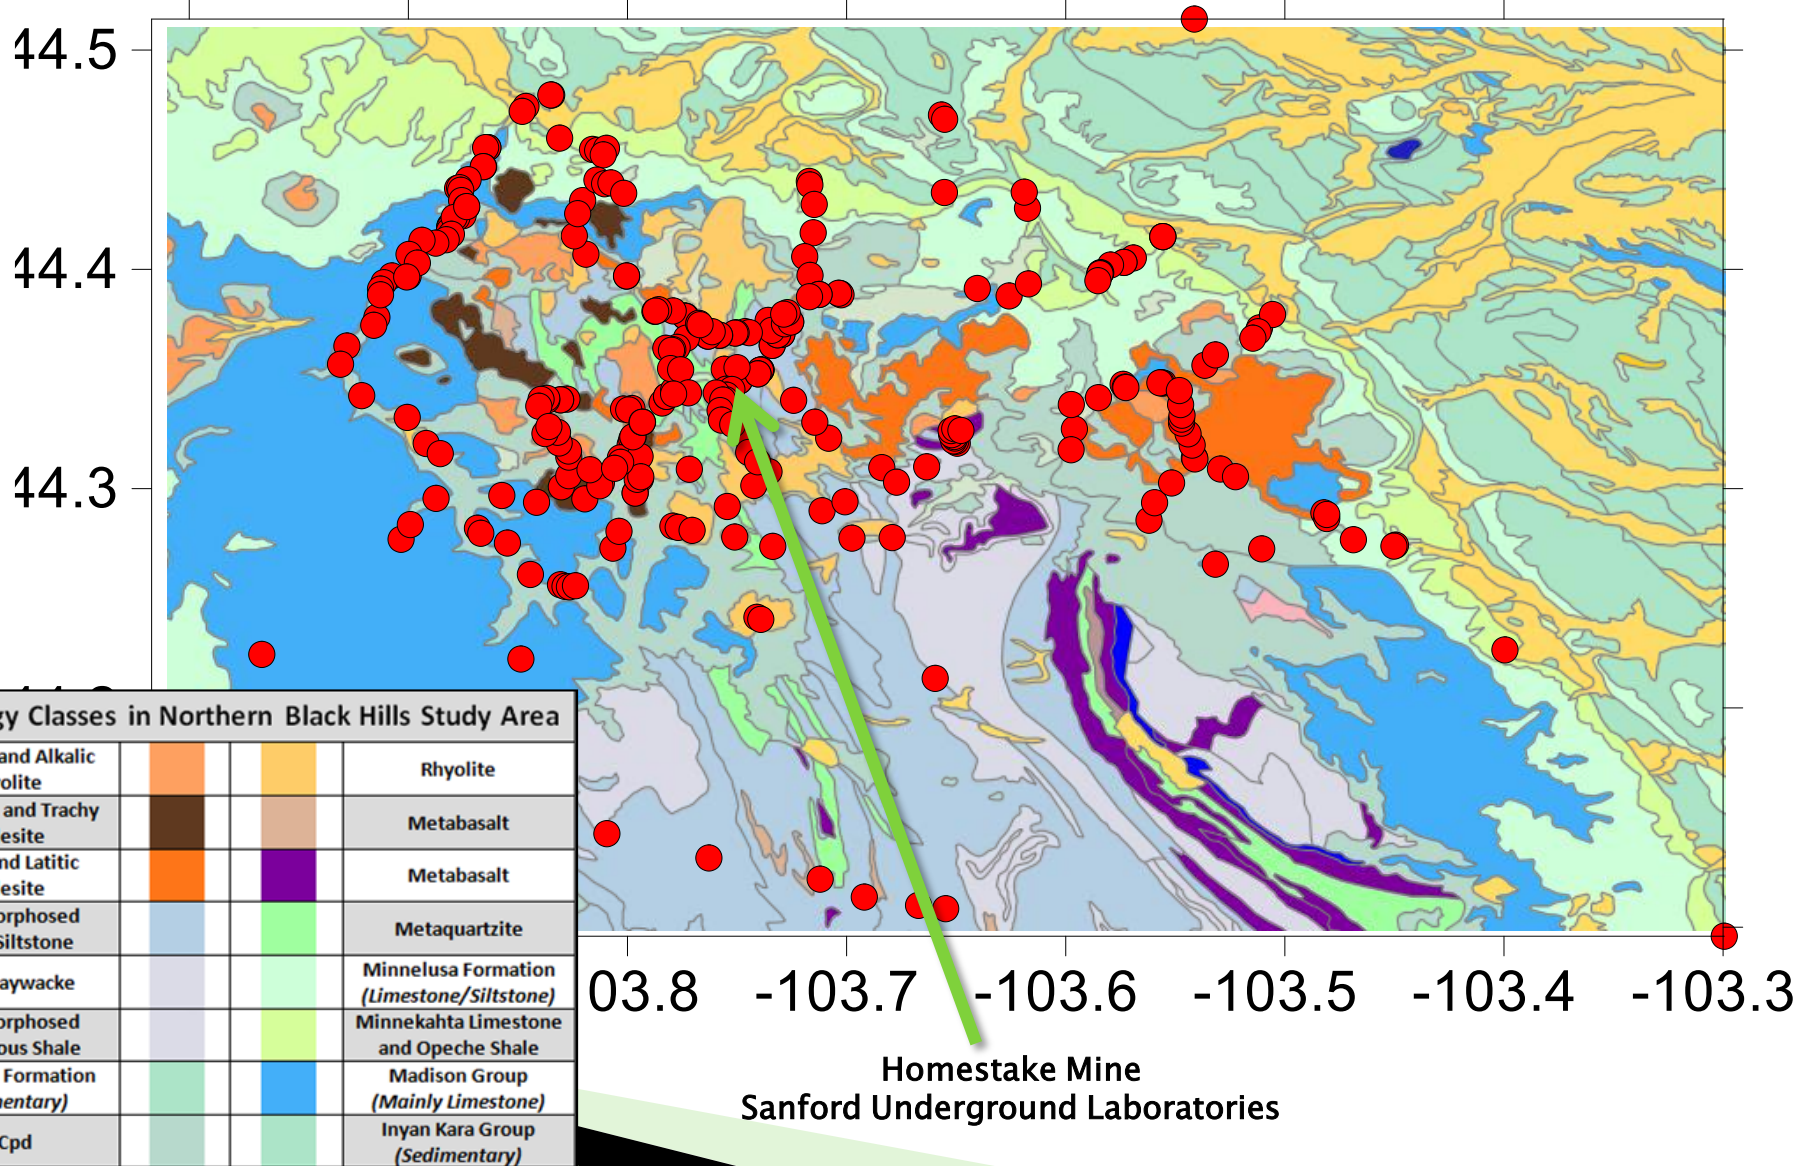 44.5
44.4
44.3
gy Classes in Northern Black Hills Study Area
and Alkalic
olite
Rhyolite
and Trachy
esite
Metabasalt
nd Latitic
esite
Metabasalt
orphosed
Siltstone
Metaquartzite
aywacke
Minnelusa Formation
(Limestone/Siltstone)
orphosed
ous Shale
Minnekahta Limestone
and Opeche Shale
Formation
mentary)
Madison Group
(Mainly Limestone)
Cpd
Inyan Kara Group
(Sedimentary)
03.8 -103.7 -103.6 -103.5 -103.4 -103.3
Homestake Mine
Sanford Underground Laboratories